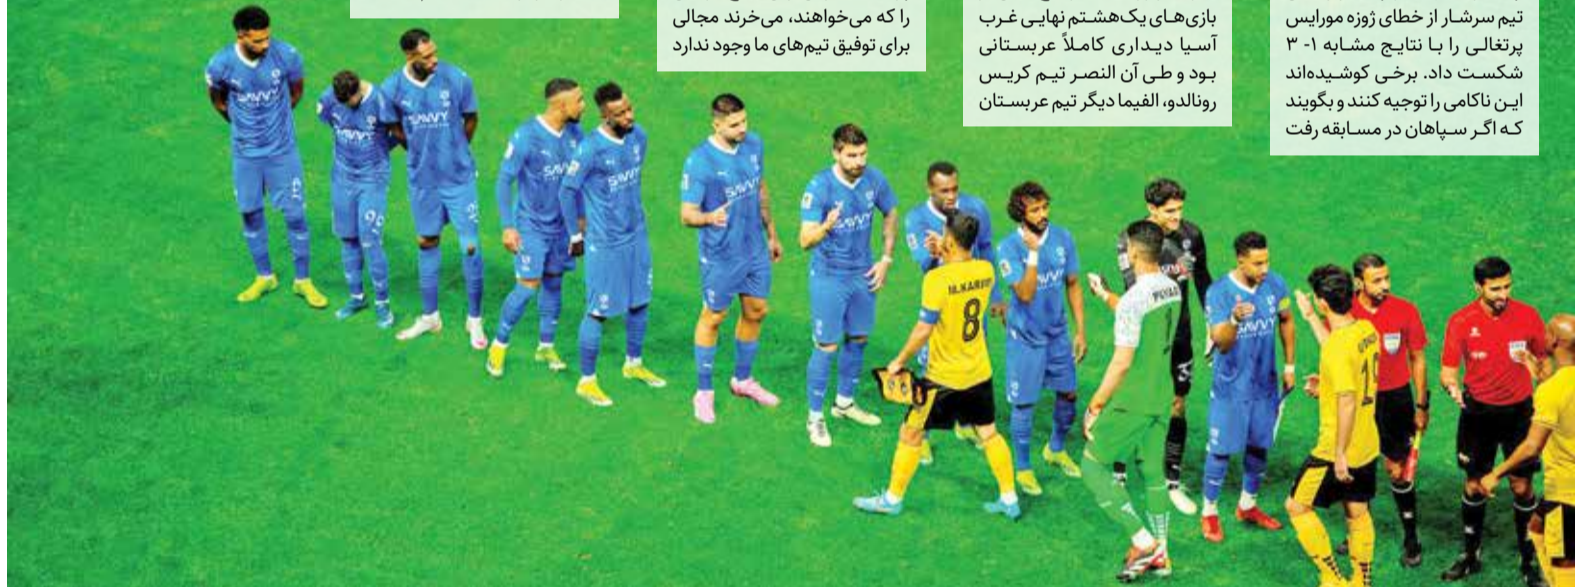 تیم سرشار از خطای ژوزه مورایس
پرتغالی را با نتایج مشابه ۱- ۳
شکست داد. برخی کوشیده‌اند
این ناکامی را توجیه کنند و بگویند
که اگر سپاهان در مسابقه رفت
بازی‌های یک‌هشتم نهایی غرب
آسیا دیداری کاملاً عربستانی
بود و طی آن النصر تیم کریس
رونالدو، الفیما دیگر تیم عربستان
را که می‌خواهند، می‌خرند مجالی
برای توفیق تیم‌های ما وجود ندارد
SAVVY
SAVVY
SAVVY
SAVVY
SAVVY
SAVVY
SAVVY
8
1